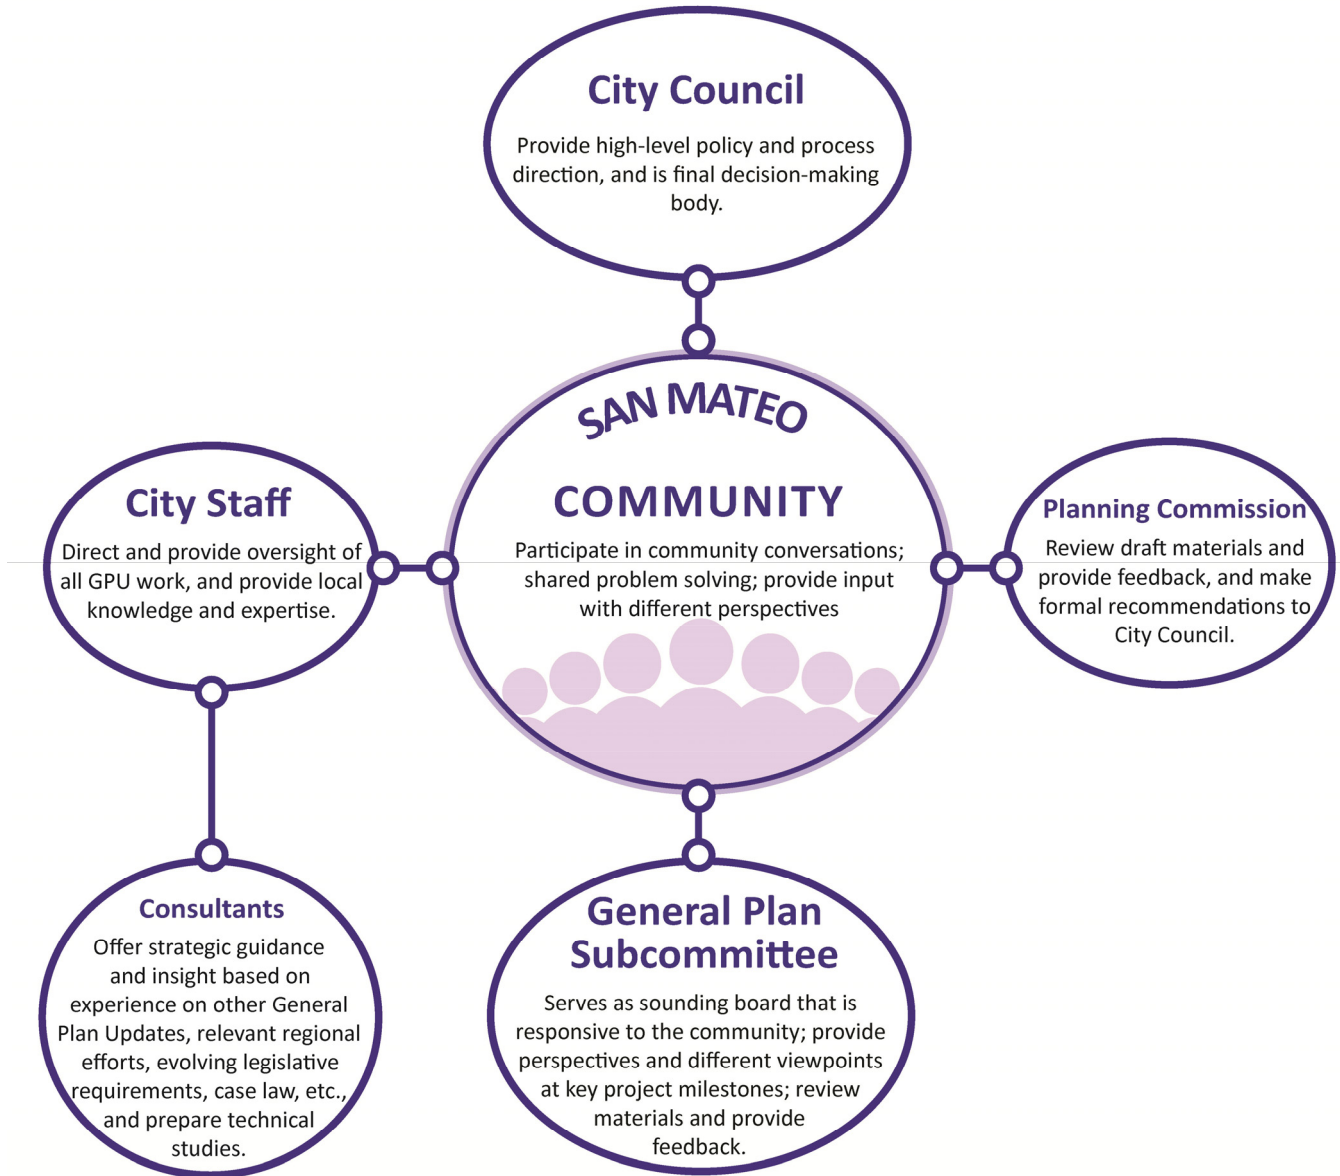 City Council
Provide high-level policy and process
direction, and is final decision-making
body.
SAN MATEO
COMMUNITY
Participate in community conversations;
shared problem solving; provide input
with different perspectives
City Staff
Direct and provide oversight of
all GPU work, and provide local
knowledge and expertise.
Planning Commission
Review draft materials and
provide feedback, and make
formal recommendations to
City Council.
Consultants
Offer strategic guidance
and insight based on
experience on other General
Plan Updates, relevant regional
efforts, evolving legislative
requirements, case law, etc.,
and prepare technical
studies.
General Plan
Subcommittee
Serves as sounding board that is
responsive to the community; provide
perspectives and different viewpoints
at key project milestones; review
materials and provide
feedback.